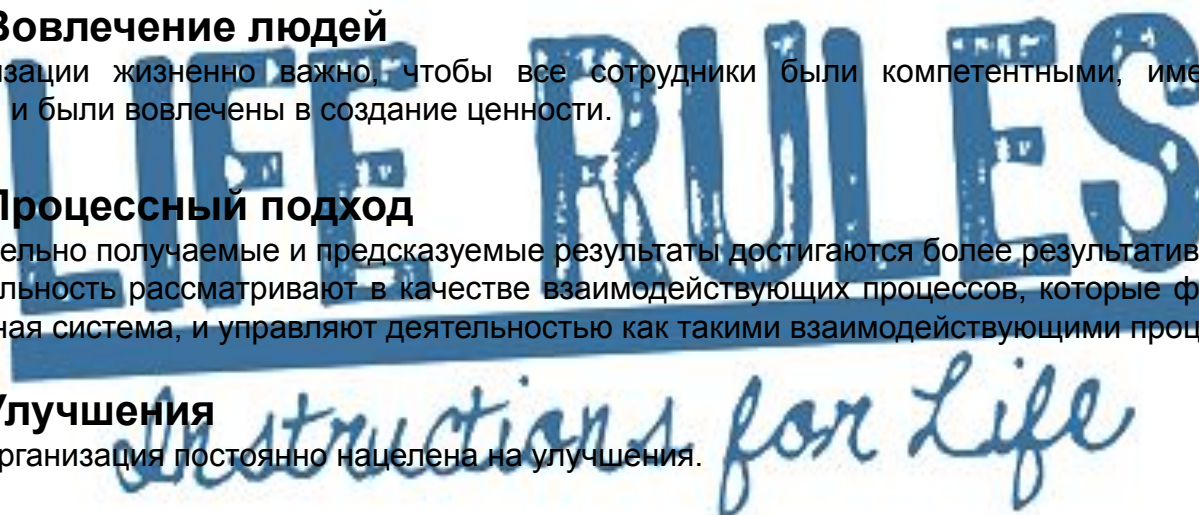 Вовлечение людей
изации жизненно важно, чтобы все сотрудники были компетентными, име
и были вовлечены в создание ценности.
Процессный подход
ельно получаемые и предсказуемые результаты достигаются более результатив
льность рассматривают в качестве взаимодействующих процессов, которые ф
ная система, и управляют деятельностью как такими взаимодействующими проц
Улучшения
рганизация постоянно нацелена на улучшения.
LIFE RULES
Instructions for Life